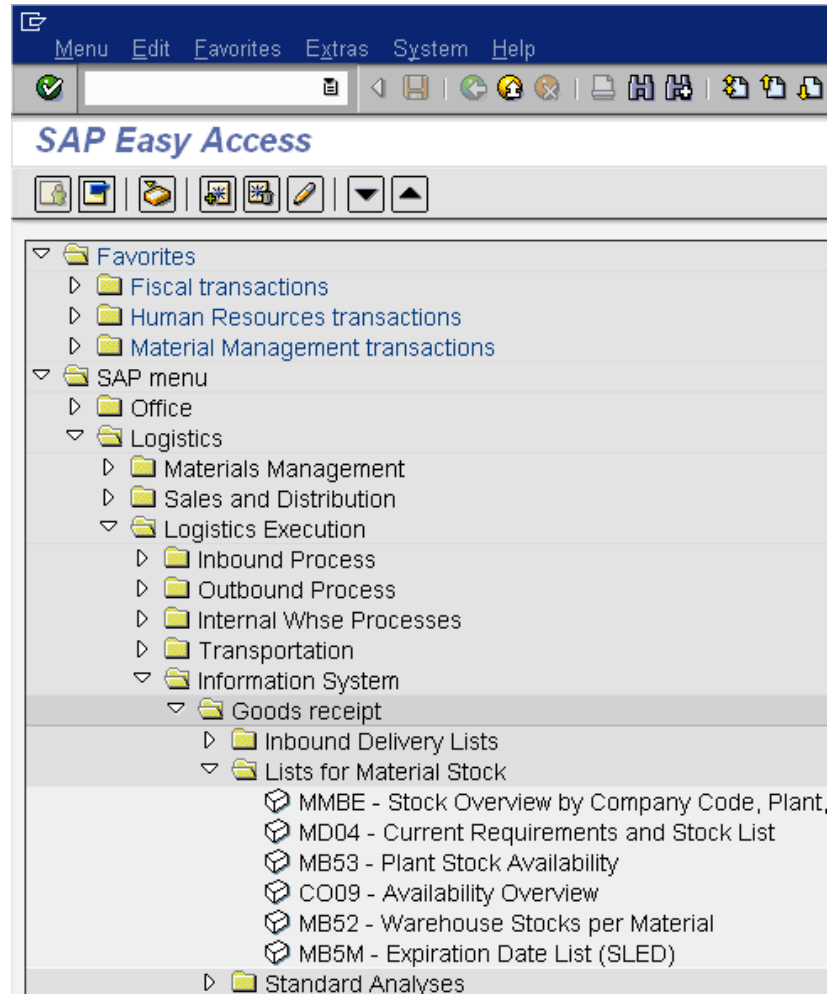 Menu Edit Favorites Extras System Help
SAP Easy Access
Favorites
Fiscal transactions
Human Resources transactions
Material Management transactions
SAP menu
Office
Logistics
Materials Management
Sales and Distribution
Logistics Execution
Inbound Process
Outbound Process
Internal Whse Processes
Transportation
Information System
Goods receipt
Inbound Delivery Lists
Lists for Material Stock
MMBE - Stock Overview by Company Code, Plant,
MD04 - Current Requirements and Stock List
MB53 - Plant Stock Availability
CO09 - Availability Overview
MB52 - Warehouse Stocks per Material
MB5M - Expiration Date List (SLED)
Standard Analyses